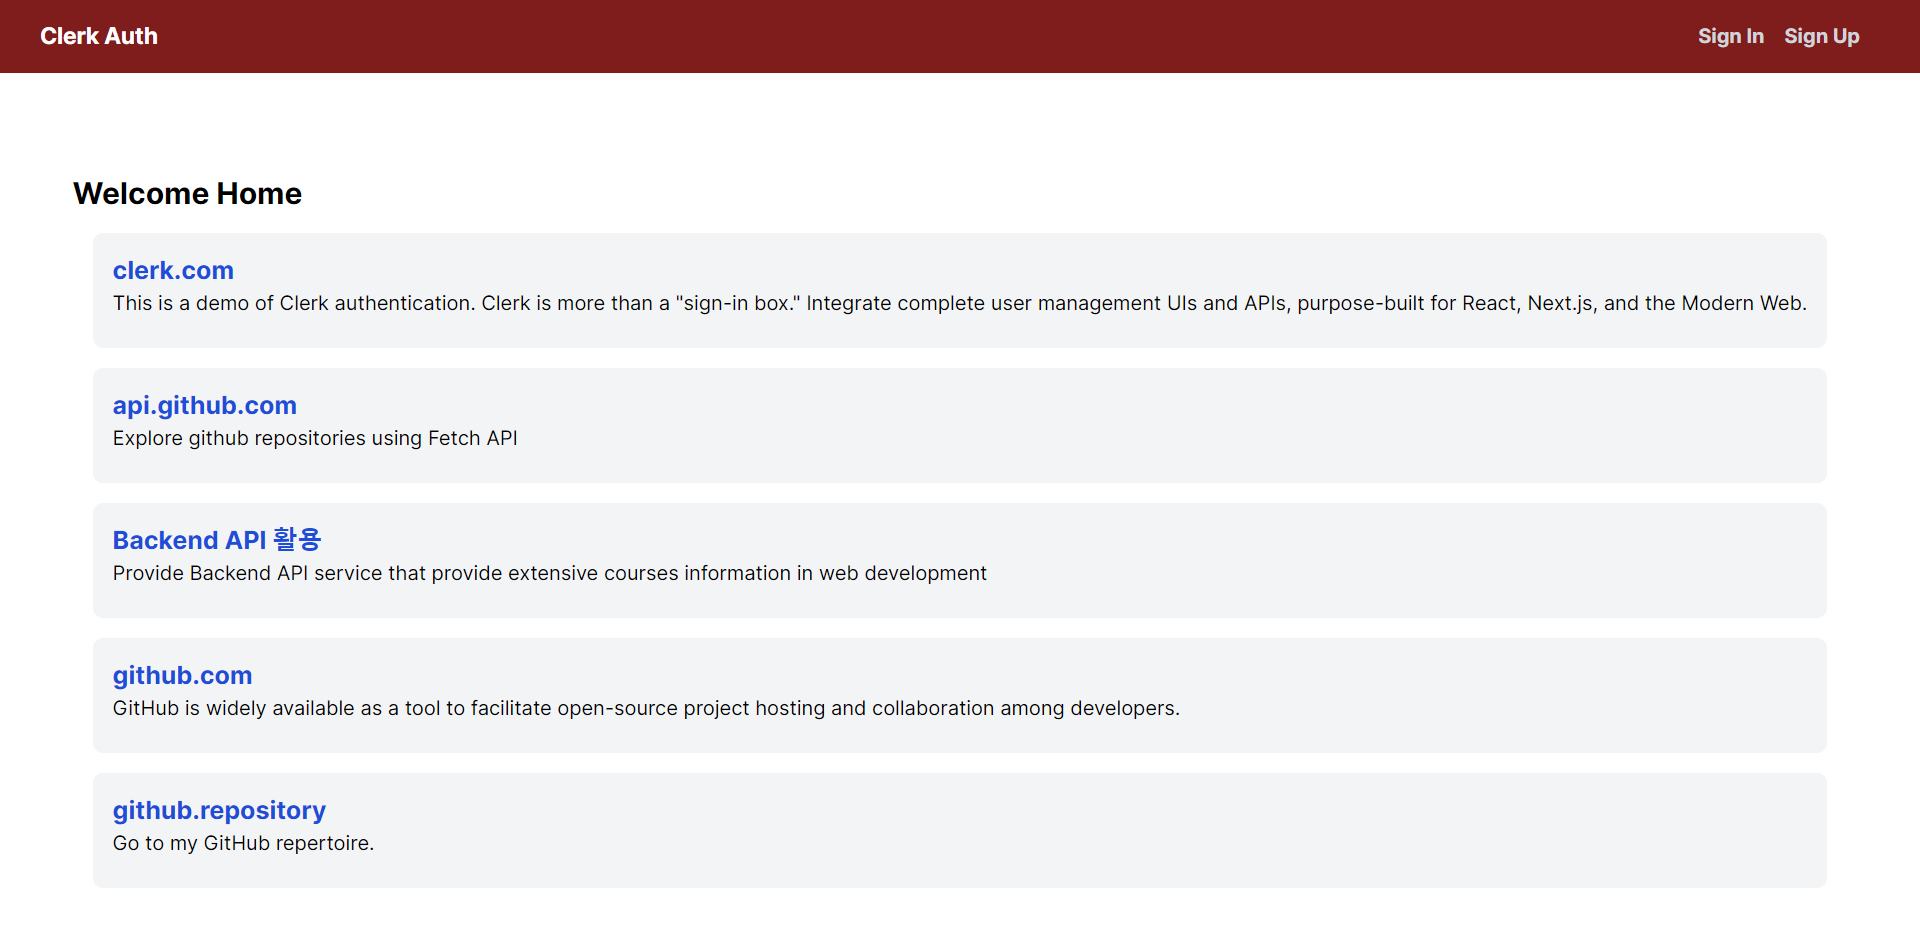 Clerk Auth
Sign In
Sign Up
Welcome Home
clerk.com
This is a demo of Clerk authentication. Clerk is more than a "sign-in box." Integrate complete user management UIs and APIs, purpose-built for React, Next.js, and the Modern Web.
api.github.com
Explore github repositories using Fetch API
Backend API 활용
Provide Backend API service that provide extensive courses information in web development
github.com
GitHub is widely available as a tool to facilitate open-source project hosting and collaboration among developers.
github.repository
Go to my GitHub repertoire.